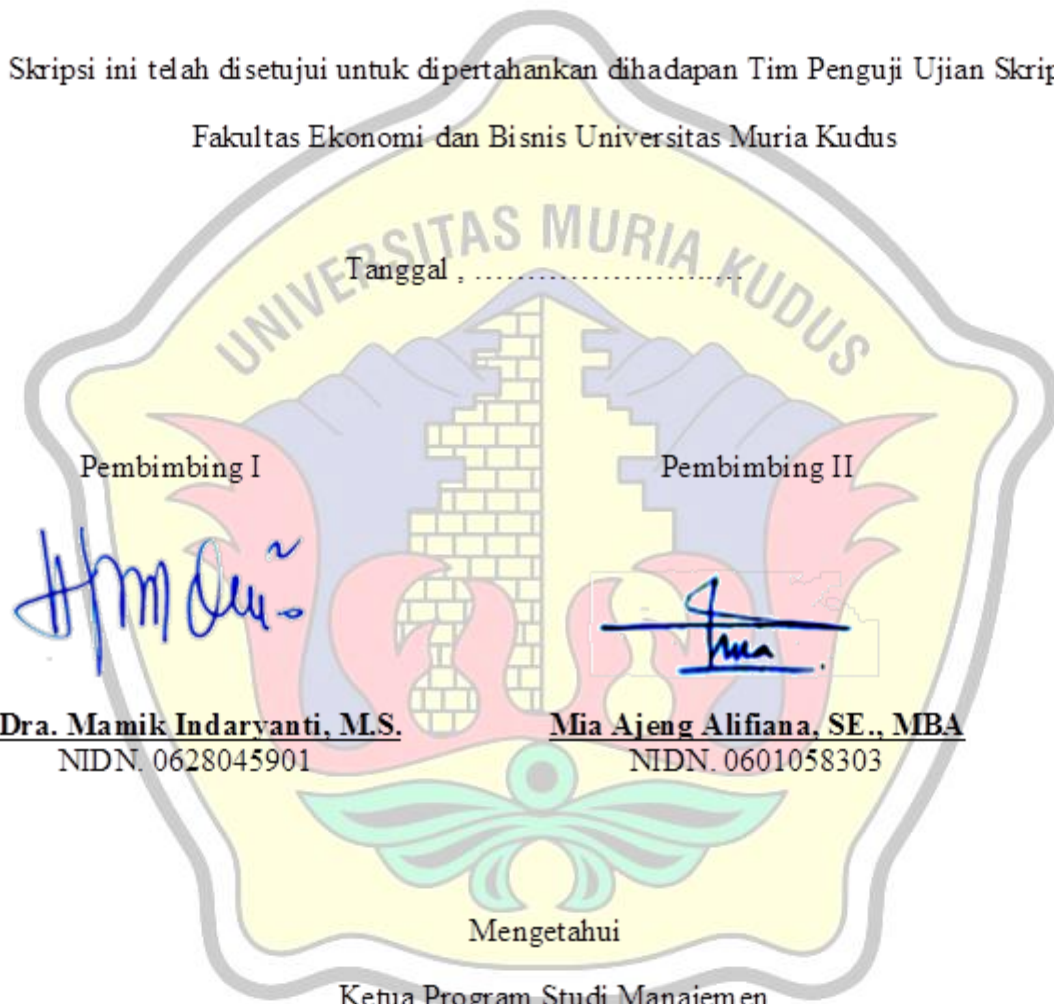 Skripsi ini telah disetujui untuk dipertahankan dihadapan Tim Penguji Ujian Skrip
Fakultas Ekonomi dan Bisnis Universitas Muria Kudus
UNIVERSITAS MURIA KUDUS
Tanggal , ...........................
Pembimbing I Pembimbing II
Dra. Mamik Indaryanti, M.S. Mia Ajeng Alifiana, SE., MBA
NIDN. 0628045901 NIDN. 0601058303
Mengetahui
Ketua Program Studi Manajemen